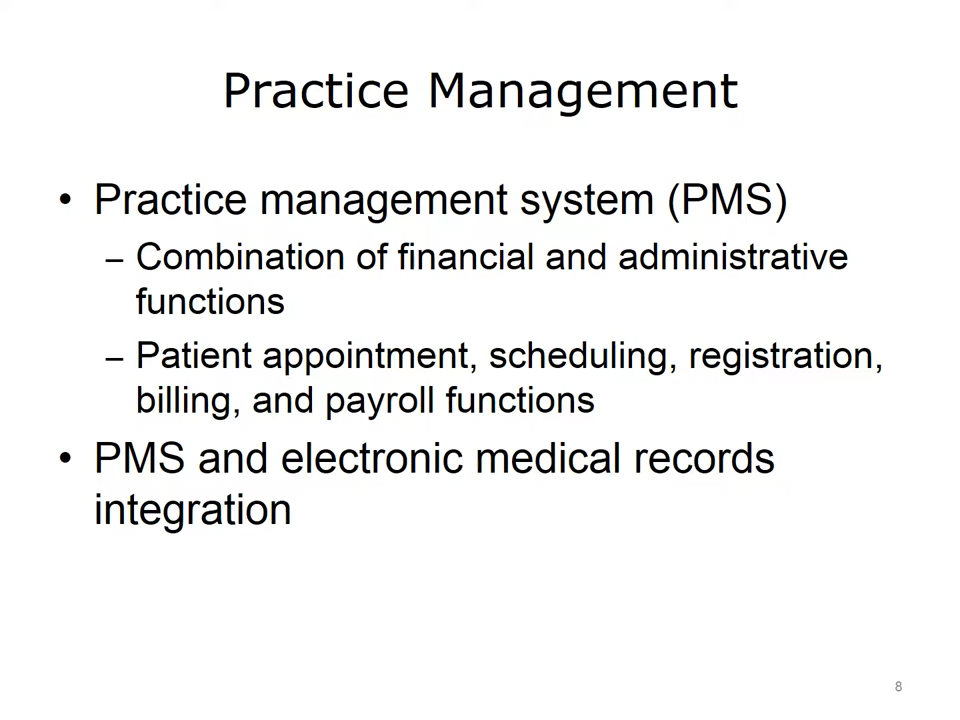 Practice Management
• Practice management system (PMS)
– Combination of financial and administrative
functions
– Patient appointment, scheduling, registration,
billing, and payroll functions
• PMS and electronic medical records
integration
8